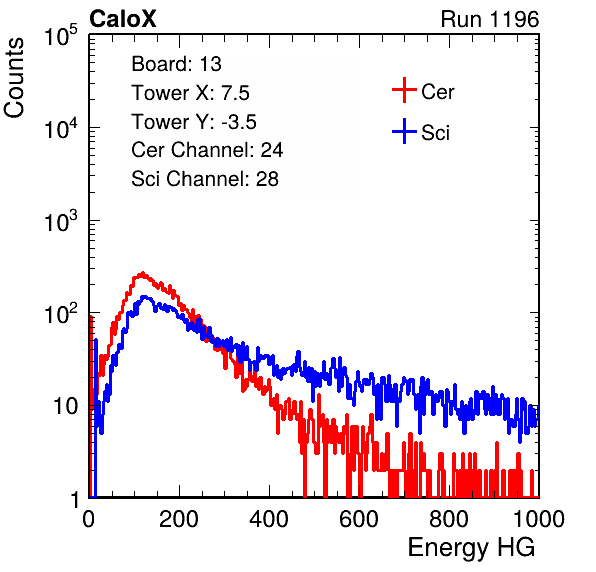 CaloX Run 1196
Counts
10^5
10^4
10^3
10^2
10
1
Board: 13
Tower X: 7.5
Tower Y: -3.5
Cer Channel: 24
Sci Channel: 28
Cer
Sci
0 200 400 600 800 1000
Energy HG